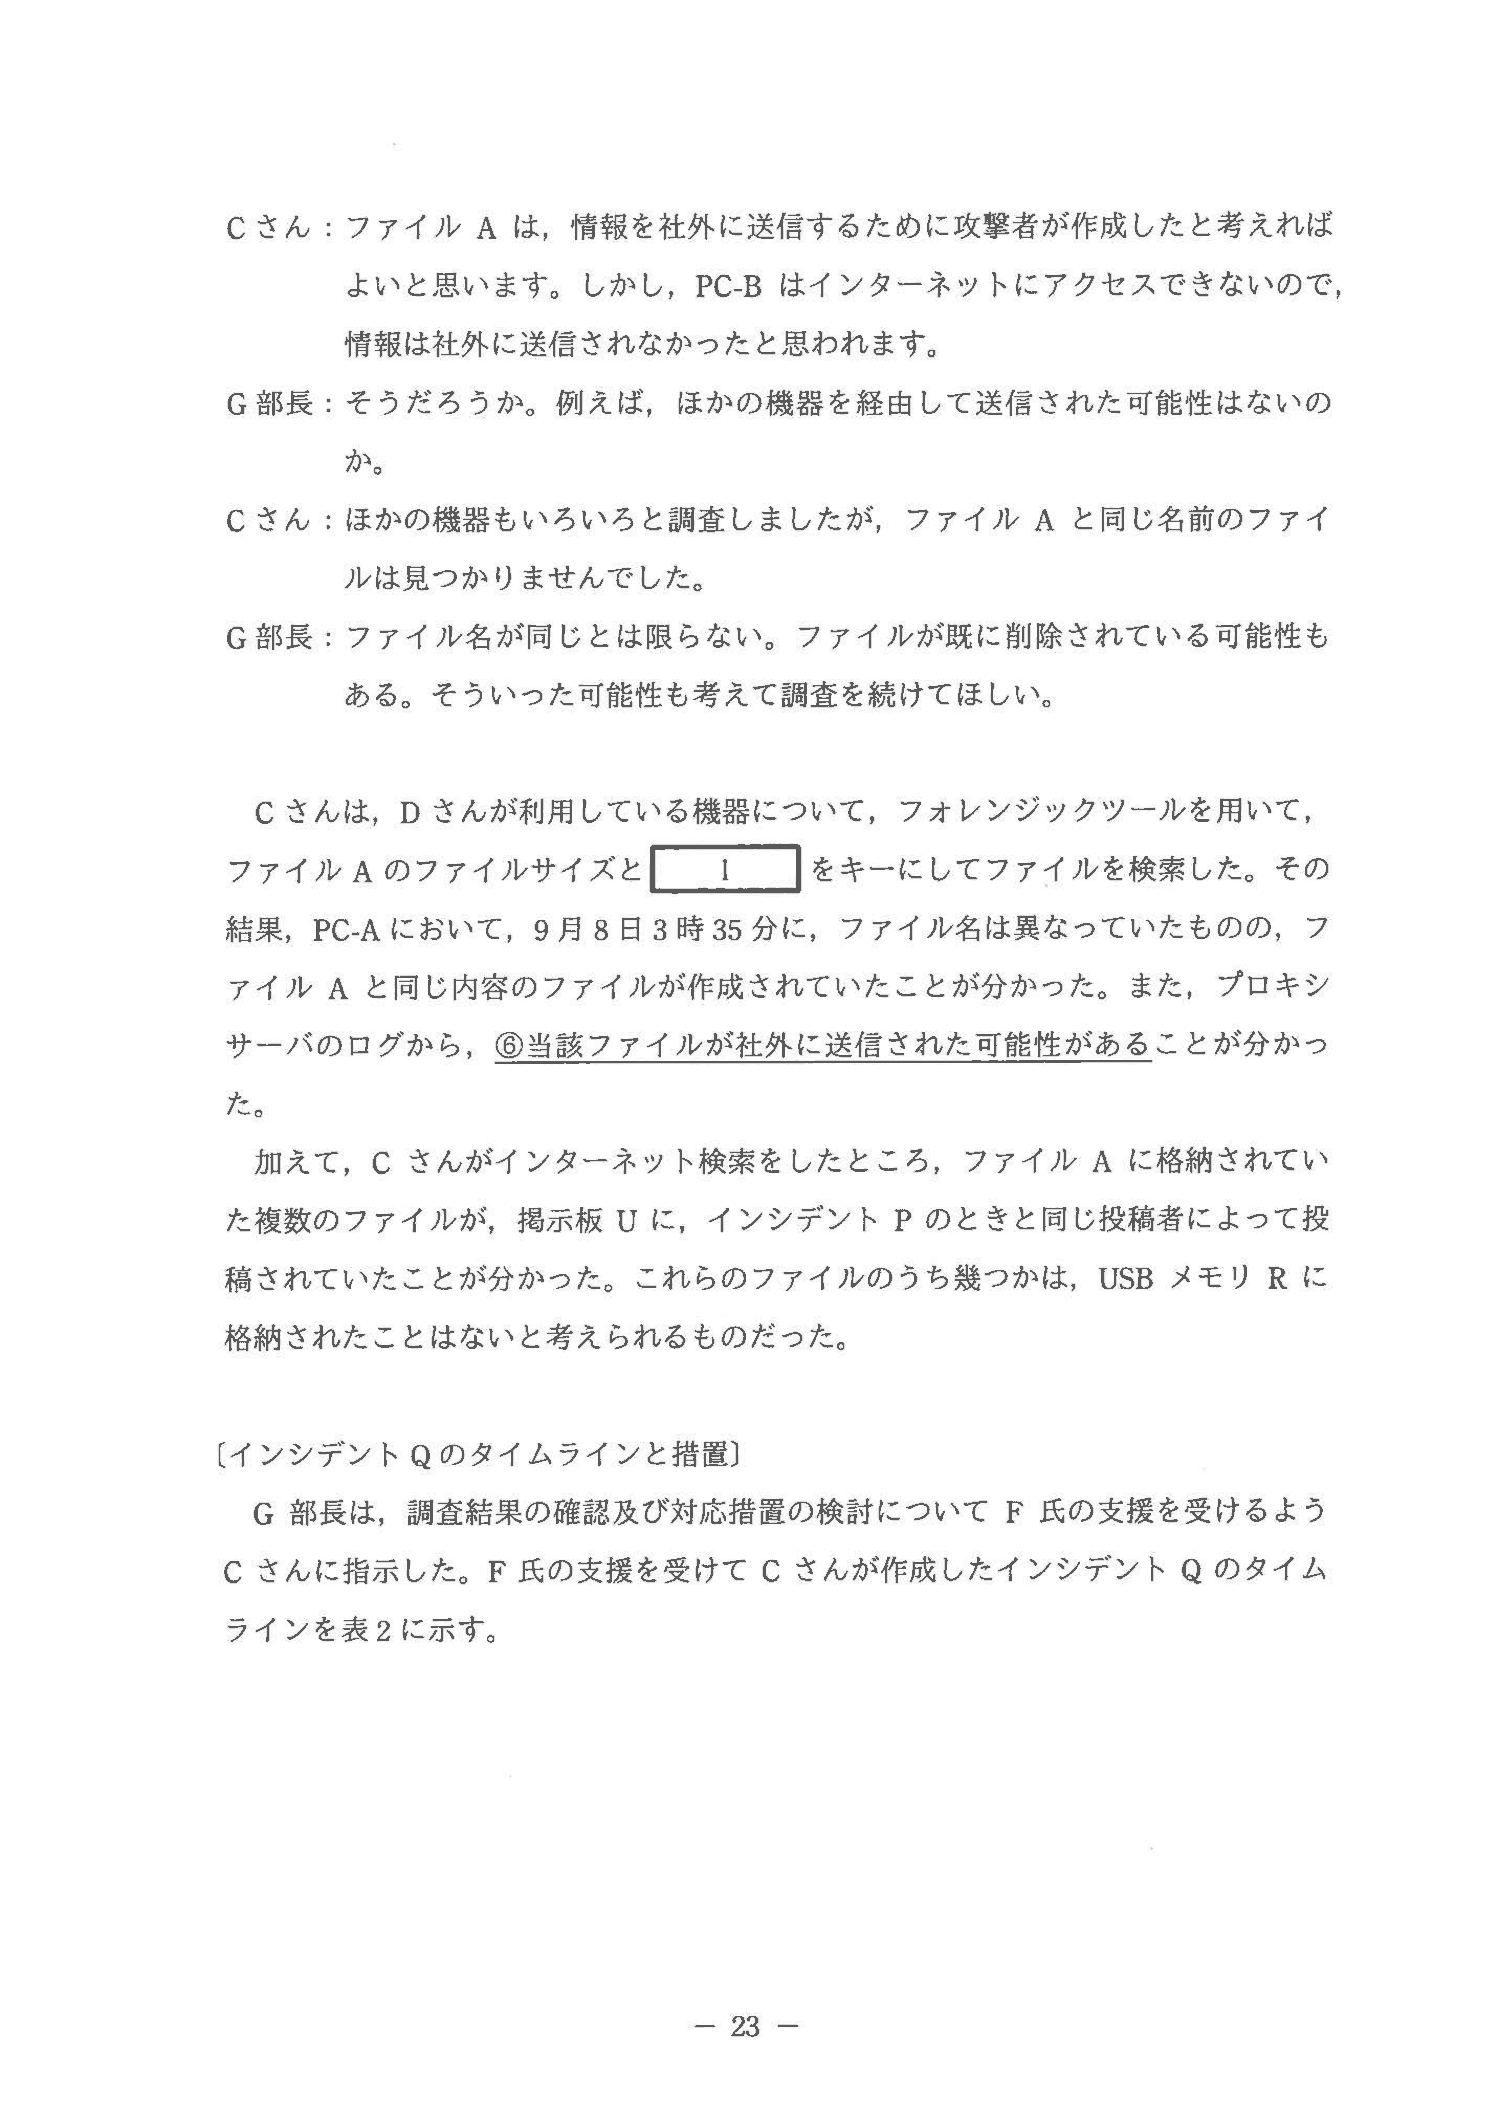 Cさん：ファイル A は，情報を社外に送信するために攻撃者が作成したと考えれば
よいと思います。しかし，PC-B はインターネットにアクセスできないので，
情報は社外に送信されなかったと思われます。
G部長：そうだろうか。例えば，ほかの機器を経由して送信された可能性はないの
か。
Cさん：ほかの機器もいろいろと調査しましたが，ファイル A と同じ名前のファイ
ルは見つかりませんでした。
G部長：ファイル名が同じとは限らない。ファイルが既に削除されている可能性も
ある。そういった可能性も考えて調査を続けてほしい。
Cさんは，Dさんが利用している機器について，フォレンジックツールを用いて，
ファイル A のファイルサイズと l をキーにしてファイルを検索した。その
結果，PC-A において，9月8日3時35分に，ファイル名は異なっていたものの，フ
ァイル A と同じ内容のファイルが作成されていたことが分かった。また，プロキシ
サーバのログから，⑥当該ファイルが社外に送信された可能性があることが分かっ
た。
加えて，C さんがインターネット検索をしたところ，ファイル A に格納されてい
た複数のファイルが，掲示板 U に，インシデント P のときと同じ投稿者によって投
稿されていたことが分かった。これらのファイルのうち幾つかは，USB メモリ R に
格納されたことはないと考えられるものだった。
〔インシデント Q のタイムラインと措置〕
G 部長は，調査結果の確認及び対応措置の検討について F 氏の支援を受けるよう
C さんに指示した。F 氏の支援を受けて C さんが作成したインシデント Q のタイム
ラインを表2に示す。
－ 23 －